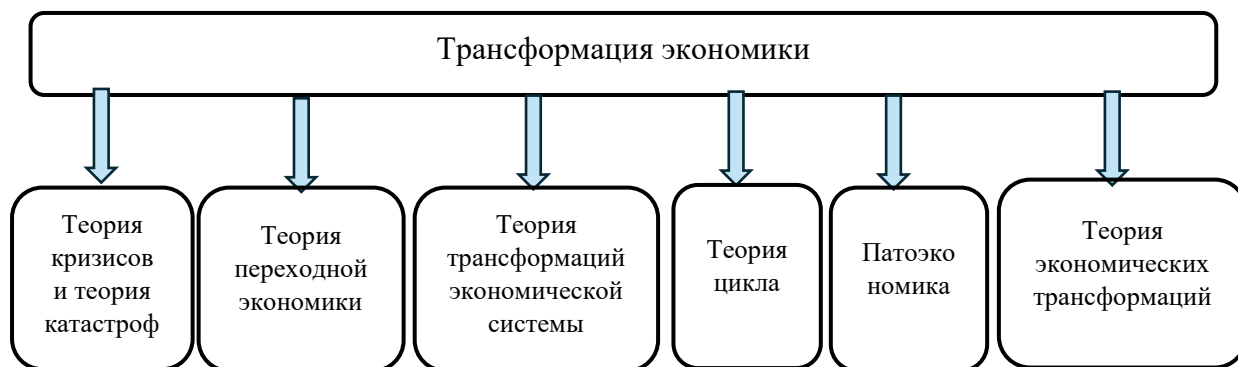 Трансформация экономики
Теория
кризисов
и теория
катастроф
Теория
переходной
экономики
Теория
трансформаций
экономической
системы
Теория
цикла
Патоэко
номика
Теория
экономических
трансформаций